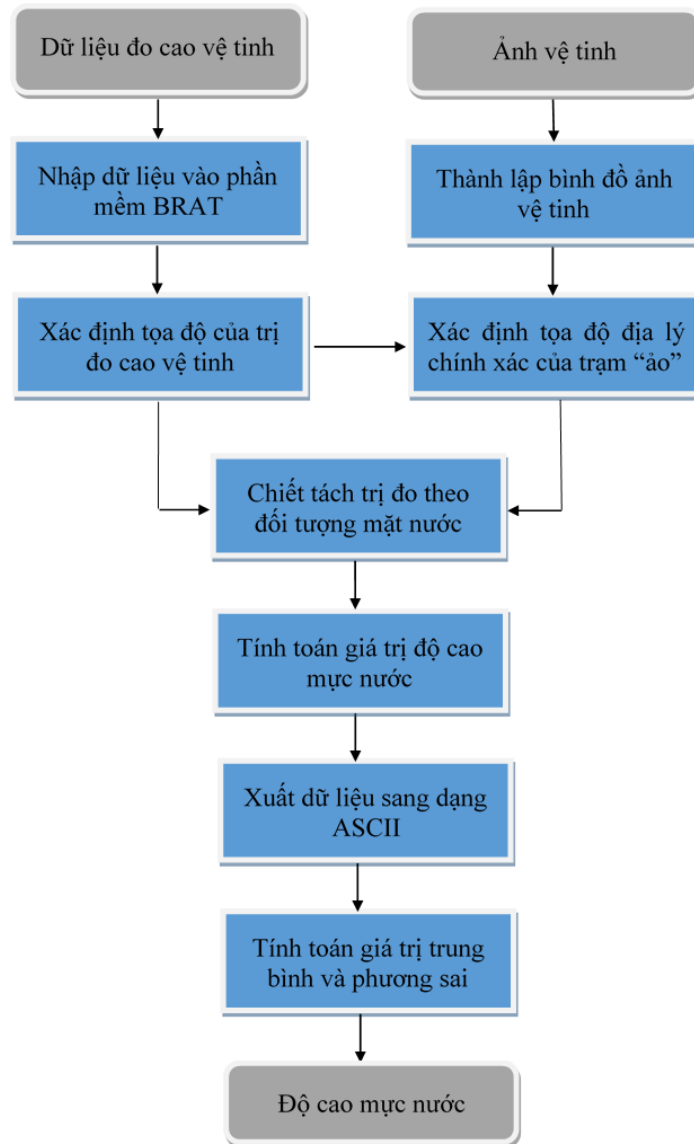 Dữ liệu đo cao vệ tinh
Ảnh vệ tinh
Nhập dữ liệu vào phần
mềm BRAT
Thành lập bình đồ ảnh
vệ tinh
Xác định tọa độ của trị
đo cao vệ tinh
Xác định tọa độ địa lý
chính xác của trạm “ảo”
Chiết tách trị đo theo
đối tượng mặt nước
Tính toán giá trị độ cao
mực nước
Xuất dữ liệu sang dạng
ASCII
Tính toán giá trị trung
bình và phương sai
Độ cao mực nước